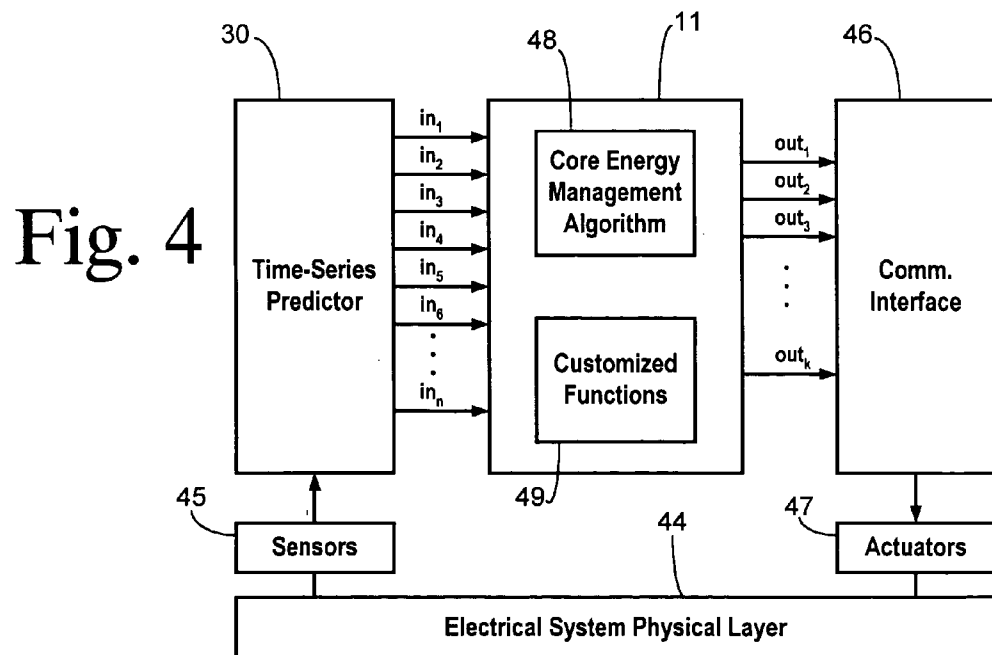 30
48
11
46
in₁
in₂
in₃
in₄
in₅
in₆
inₙ
Fig. 4
Time-Series
Predictor
Core Energy
Management
Algorithm
Customized
Functions
out₁
out₂
out₃
outₖ
Comm.
Interface
45
49
44
47
Sensors
Actuators
Electrical System Physical Layer